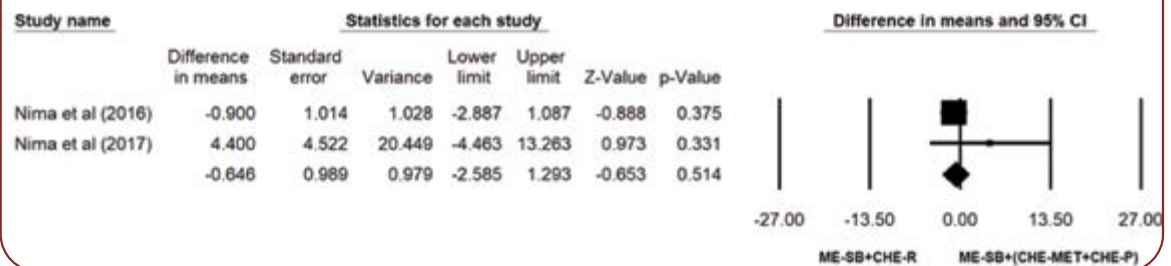 Study name Statistics for each study Difference in means and 95% CI
Difference in means Standard error Variance Lower limit Upper limit Z-Value p-Value
Nima et al (2016) -0.900 1.014 1.028 -2.887 1.087 -0.888 0.375
Nima et al (2017) 4.400 4.522 20.449 -4.463 13.263 0.973 0.331
-0.646 0.989 0.979 -2.585 1.293 -0.653 0.514
-27.00 -13.50 0.00 13.50 27.00
ME-SB+CHE-R ME-SB+(CHE-MET+CHE-P)